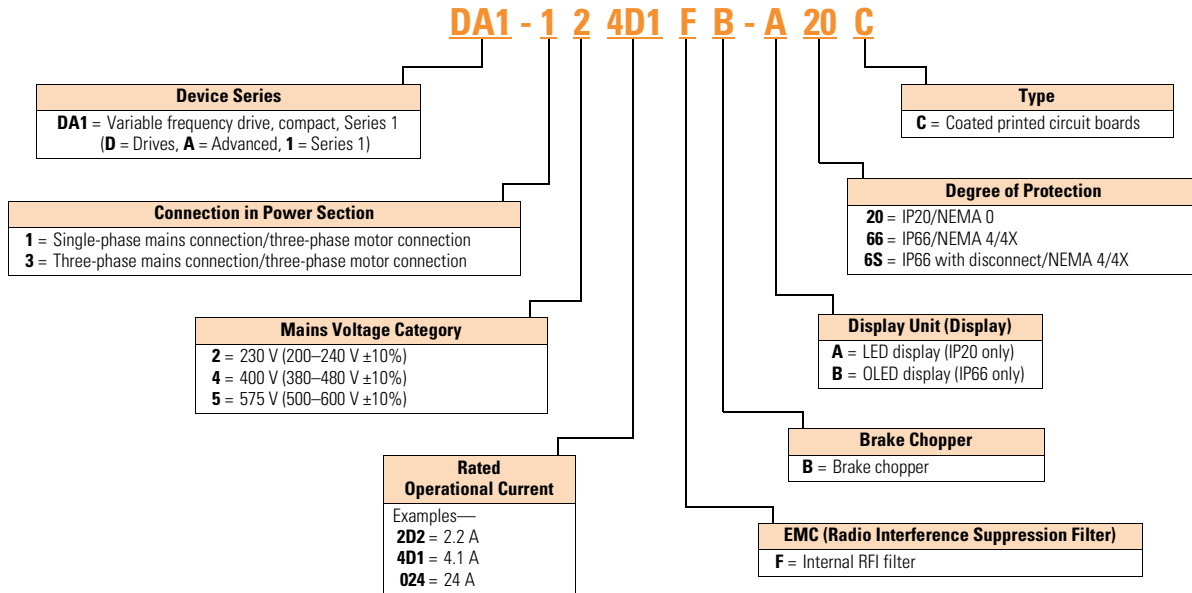 DA1 - 1 2 4D1 F B - A 20 C
Device Series
DA1 = Variable frequency drive, compact, Series 1
(D = Drives, A = Advanced, 1 = Series 1)
Type
C = Coated printed circuit boards
Connection in Power Section
1 = Single-phase mains connection/three-phase motor connection
3 = Three-phase mains connection/three-phase motor connection
Degree of Protection
20 = IP20/NEMA 0
66 = IP66/NEMA 4/4X
6S = IP66 with disconnect/NEMA 4/4X
Mains Voltage Category
2 = 230 V (200–240 V ±10%)
4 = 400 V (380–480 V ±10%)
5 = 575 V (500–600 V ±10%)
Display Unit (Display)
A = LED display (IP20 only)
B = OLED display (IP66 only)
Brake Chopper
B = Brake chopper
Rated
Operational Current
Examples—
2D2 = 2.2 A
4D1 = 4.1 A
024 = 24 A
EMC (Radio Interference Suppression Filter)
F = Internal RFI filter